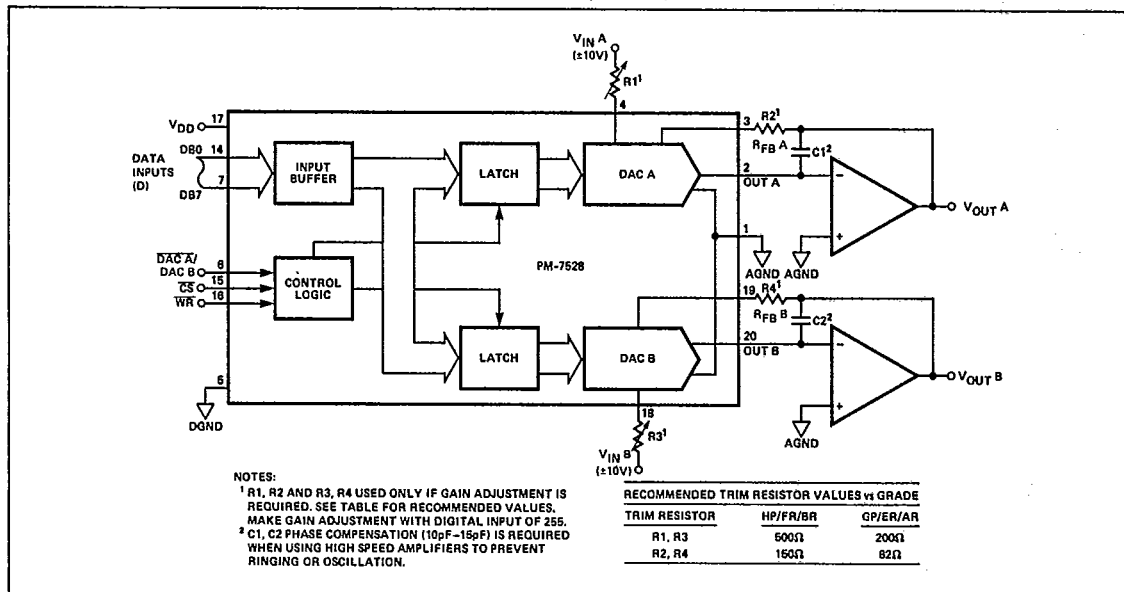 V_IN A
(±10V)
R1¹
4
17
V_DD
DATA
INPUTS
(D)
DB0
14
7
DB7
INPUT
BUFFER
LATCH
DAC A
3
R2¹
R_FB A
C1²
2
OUT A
−
+
V_OUT A
1
AGND
AGND
PM-7528
D̅A̅C̅ ̅A̅/
DAC B
6
C̅S̅
15
W̅R̅
16
CONTROL
LOGIC
LATCH
DAC B
19
R4¹
R_FB B
C2²
20
OUT B
−
+
V_OUT B
AGND
5
DGND
18
R3¹
V_IN B
(±10V)
NOTES:
¹ R1, R2 AND R3, R4 USED ONLY IF GAIN ADJUSTMENT IS
REQUIRED. SEE TABLE FOR RECOMMENDED VALUES.
MAKE GAIN ADJUSTMENT WITH DIGITAL INPUT OF 255.
² C1, C2 PHASE COMPENSATION (10pF–15pF) IS REQUIRED
WHEN USING HIGH SPEED AMPLIFIERS TO PREVENT
RINGING OR OSCILLATION.
RECOMMENDED TRIM RESISTOR VALUES vs GRADE
TRIM RESISTOR HP/FR/BR GP/ER/AR
R1, R3 500Ω 200Ω
R2, R4 150Ω 82Ω